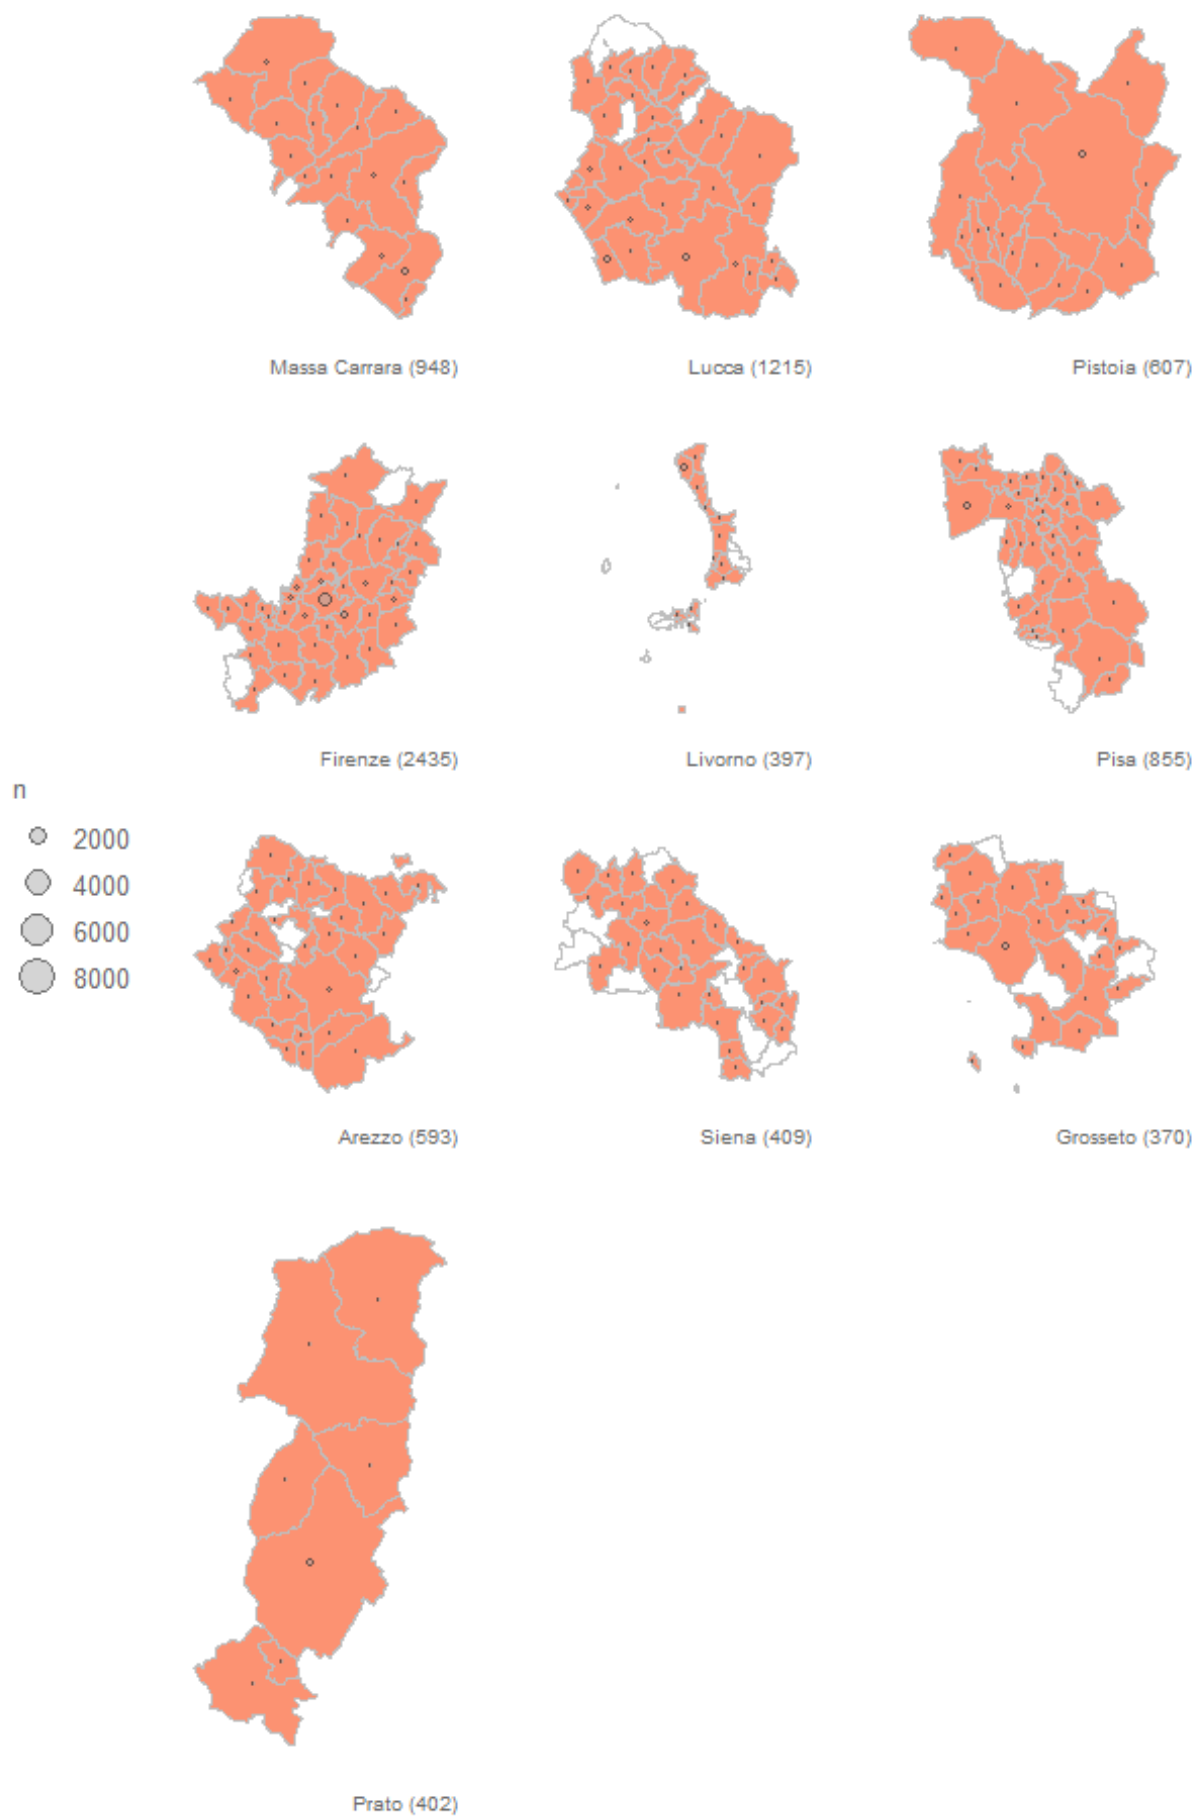 Massa Carrara (948)
Lucca (1215)
Pistoia (607)
Firenze (2435)
Livorno (397)
Pisa (855)
n
2000
4000
6000
8000
Arezzo (593)
Siena (409)
Grosseto (370)
Prato (402)